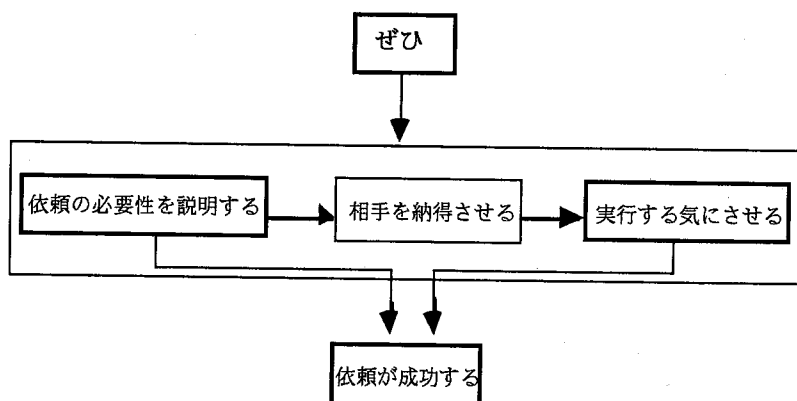 ぜひ
依頼の必要性を説明する
相手を納得させる
実行する気にさせる
依頼が成功する